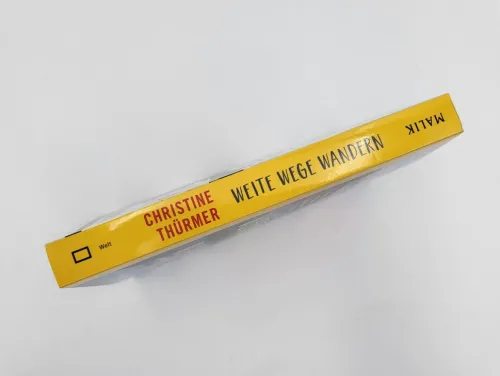 Welt
CHRISTINE
THÜRMER
WEITE WEGE WANDERN
MALIK